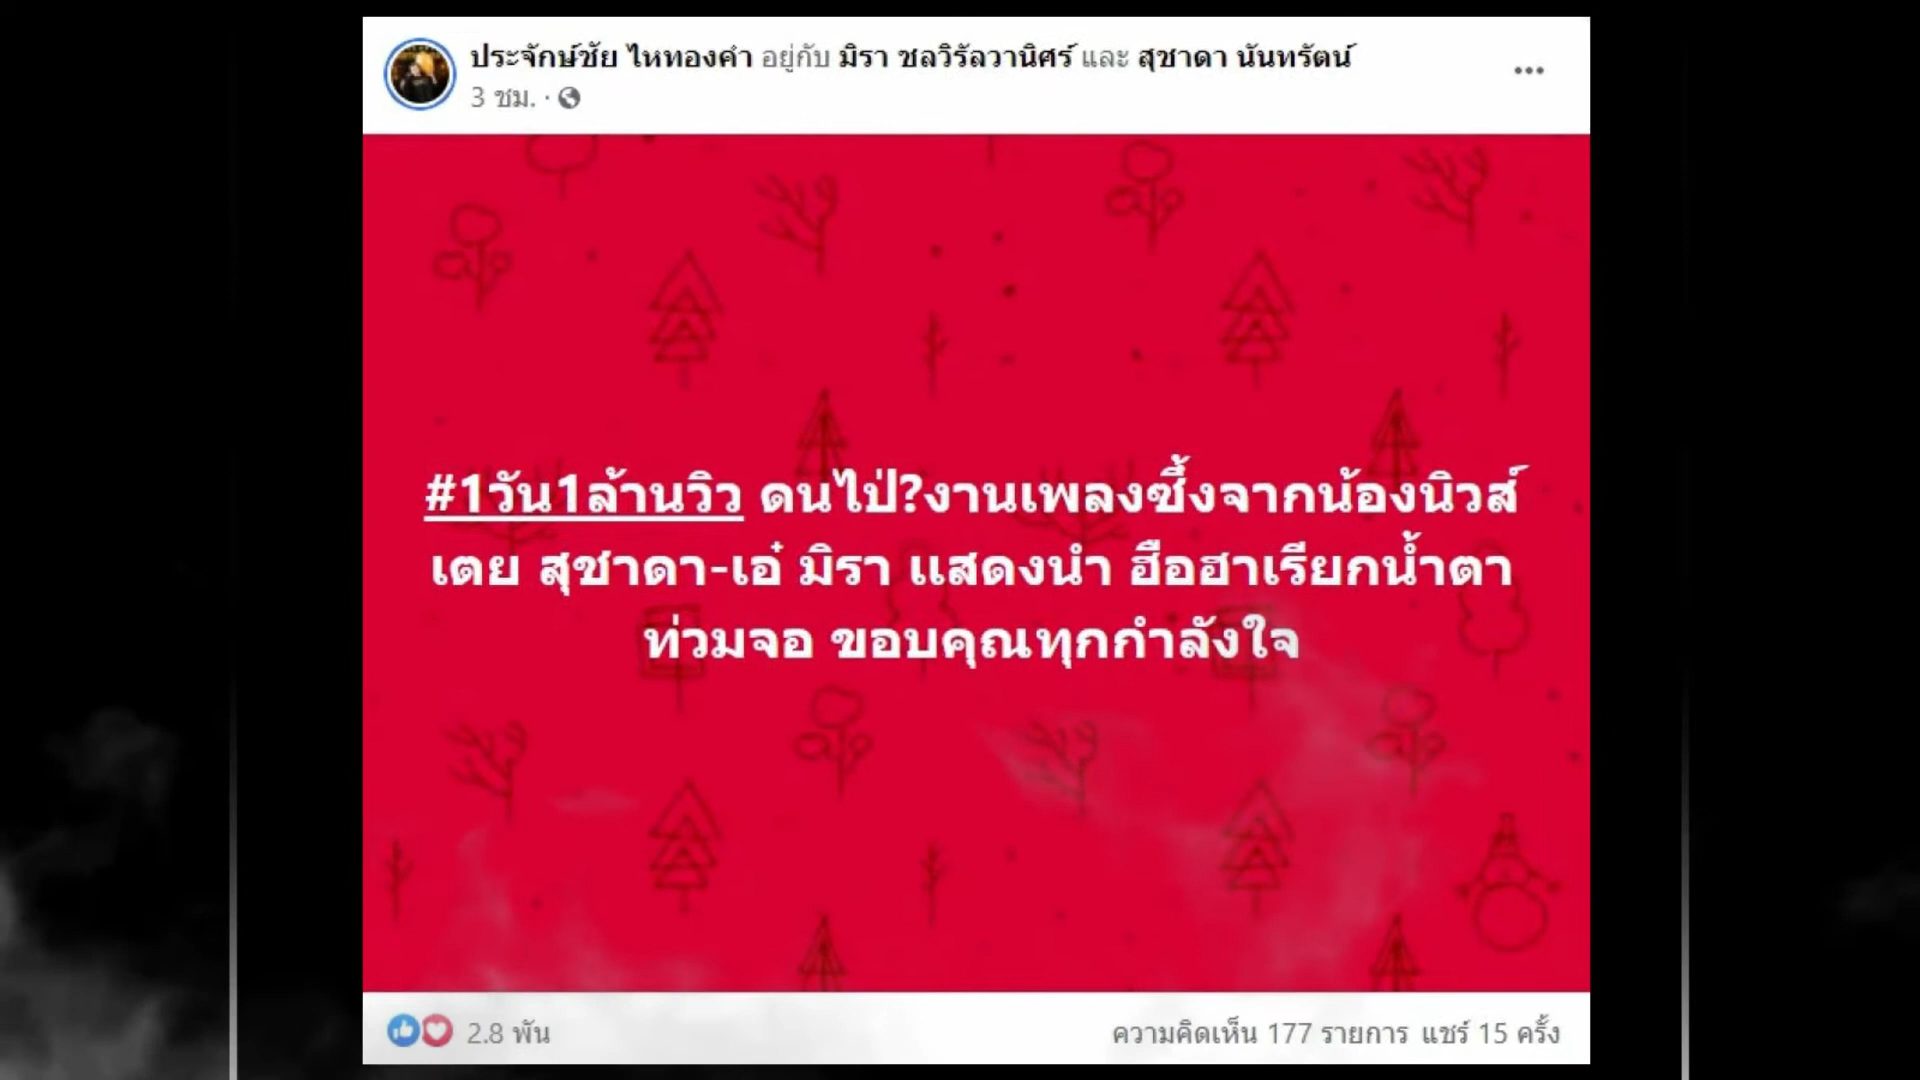 ประจักษ์ชัย ไหทองคำ อยู่กับ มิรา ชลวิรัลวานิศร์ และ สุชาดา นันทรัตน์
3 ชม. ·
#1วัน1ล้านวิว ดนไป่?งานเพลงซึ้งจากน้องนิวส์
เตย สุชาดา-เอ๋ มิรา แสดงนำ ฮือฮาเรียกน้ำตา
ท่วมจอ ขอบคุณทุกกำลังใจ
2.8 พัน
ความคิดเห็น 177 รายการ แชร์ 15 ครั้ง